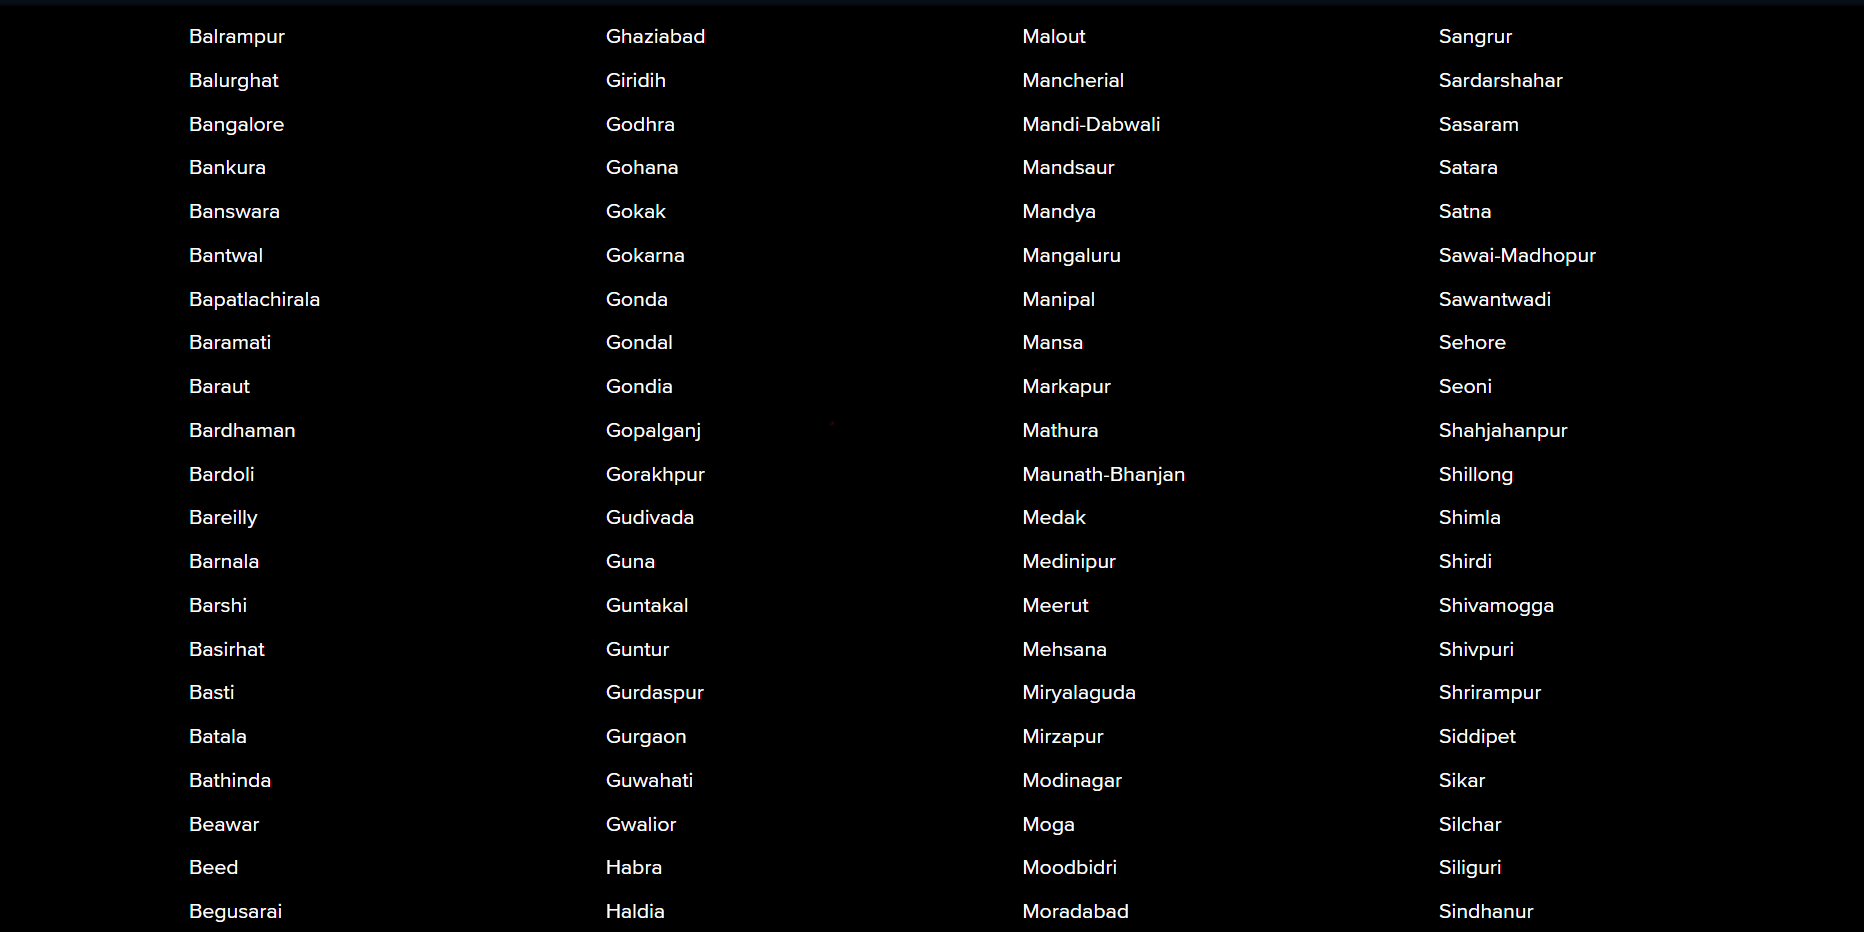 Balrampur
Balurghat
Bangalore
Bankura
Banswara
Bantwal
Bapatlachirala
Baramati
Baraut
Bardhaman
Bardoli
Bareilly
Barnala
Barshi
Basirhat
Basti
Batala
Bathinda
Beawar
Beed
Begusarai
Ghaziabad
Giridih
Godhra
Gohana
Gokak
Gokarna
Gonda
Gondal
Gondia
Gopalganj
Gorakhpur
Gudivada
Guna
Guntakal
Guntur
Gurdaspur
Gurgaon
Guwahati
Gwalior
Habra
Haldia
Malout
Mancherial
Mandi-Dabwali
Mandsaur
Mandya
Mangaluru
Manipal
Mansa
Markapur
Mathura
Maunath-Bhanjan
Medak
Medinipur
Meerut
Mehsana
Miryalaguda
Mirzapur
Modinagar
Moga
Moodbidri
Moradabad
Sangrur
Sardarshahar
Sasaram
Satara
Satna
Sawai-Madhopur
Sawantwadi
Sehore
Seoni
Shahjahanpur
Shillong
Shimla
Shirdi
Shivamogga
Shivpuri
Shrirampur
Siddipet
Sikar
Silchar
Siliguri
Sindhanur